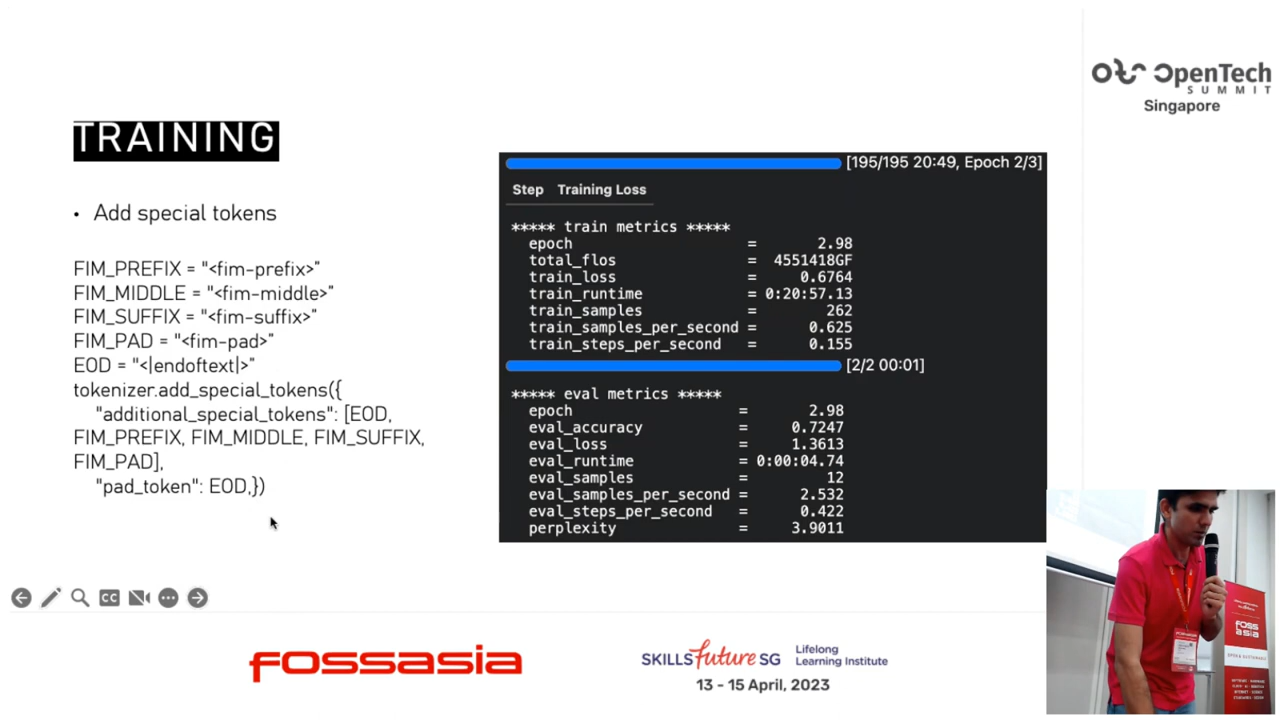 OpenTech
SUMMIT
Singapore
TRAINING
• Add special tokens
FIM_PREFIX = "<fim-prefix>"
FIM_MIDDLE = "<fim-middle>"
FIM_SUFFIX = "<fim-suffix>"
FIM_PAD = "<fim-pad>"
EOD = "<|endoftext|>"
tokenizer.add_special_tokens({
"additional_special_tokens": [EOD,
FIM_PREFIX, FIM_MIDDLE, FIM_SUFFIX,
FIM_PAD],
"pad_token": EOD,})
[195/195 20:49, Epoch 2/3]
Step Training Loss
***** train metrics *****
epoch = 2.98
total_flos = 4551418GF
train_loss = 0.6764
train_runtime = 0:20:57.13
train_samples = 262
train_samples_per_second = 0.625
train_steps_per_second = 0.155
[2/2 00:01]
***** eval metrics *****
epoch = 2.98
eval_accuracy = 0.7247
eval_loss = 1.3613
eval_runtime = 0:00:04.74
eval_samples = 12
eval_samples_per_second = 2.532
eval_steps_per_second = 0.422
perplexity = 3.9011
CC
fossasia
SKILLS future SG
Lifelong
Learning Institute
13 - 15 April, 2023
foss
asia